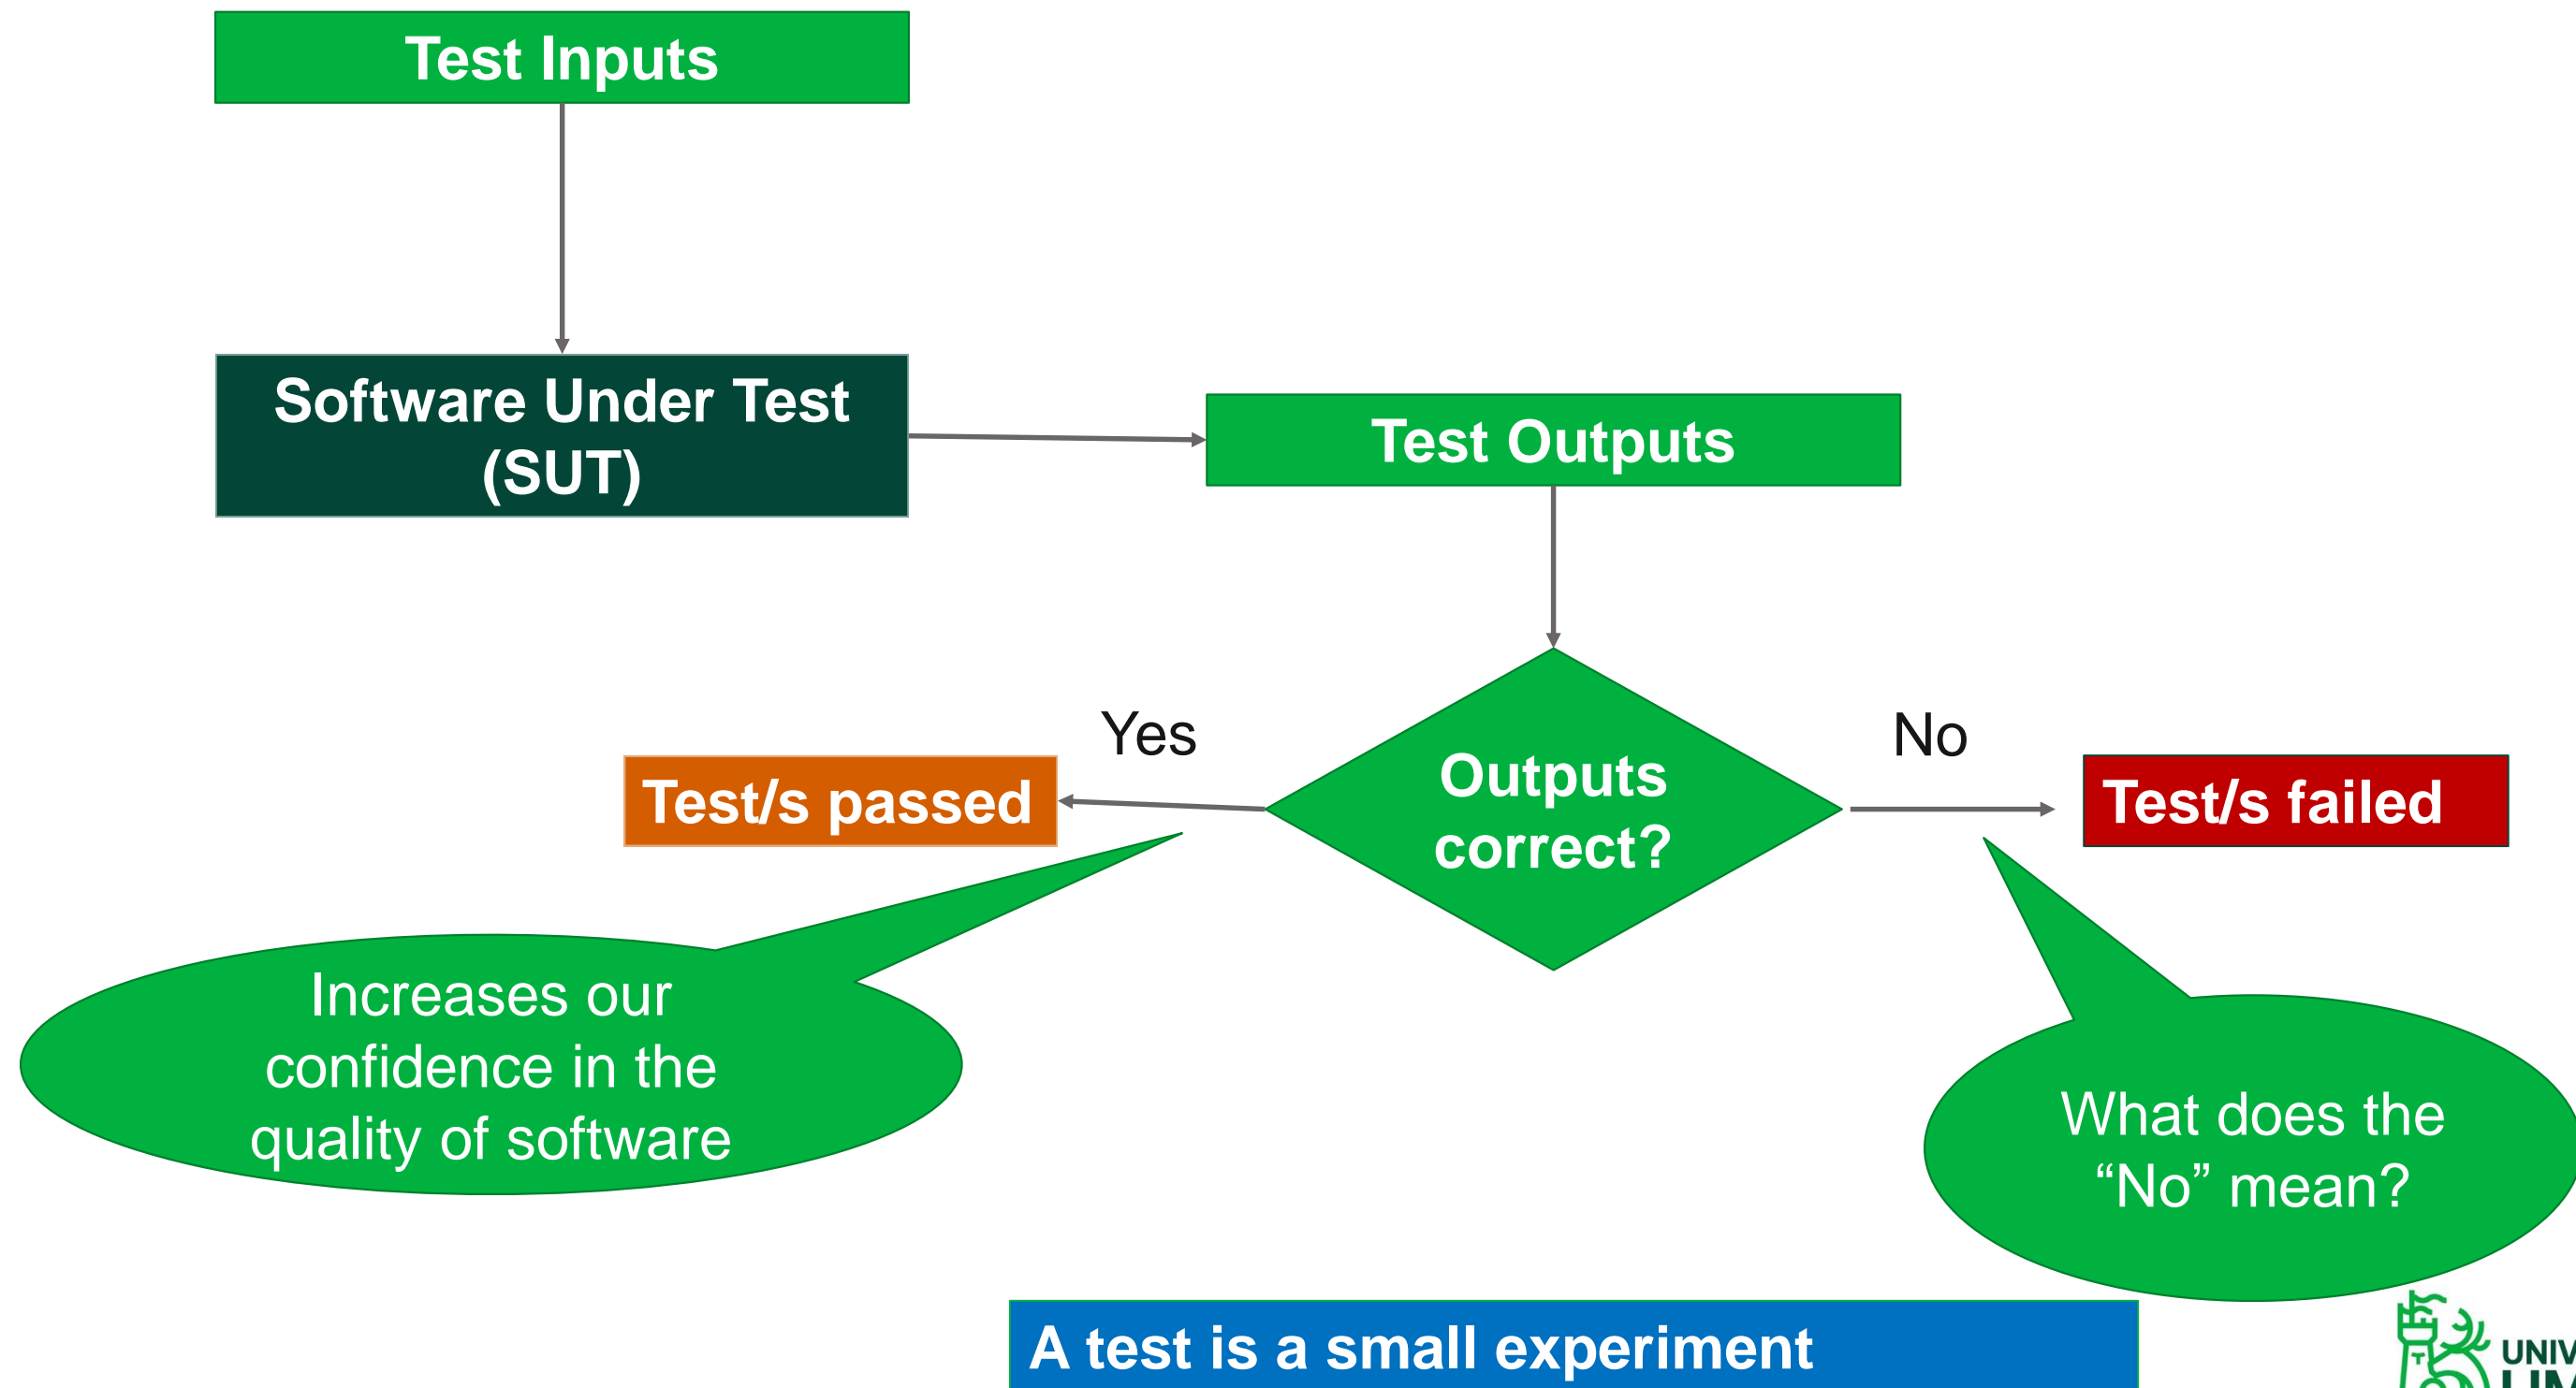 Test Inputs
Software Under Test
(SUT)
Test Outputs
Yes
No
Outputs
correct?
Test/s passed
Test/s failed
Increases our
confidence in the
quality of software
What does the
“No” mean?
A test is a small experiment